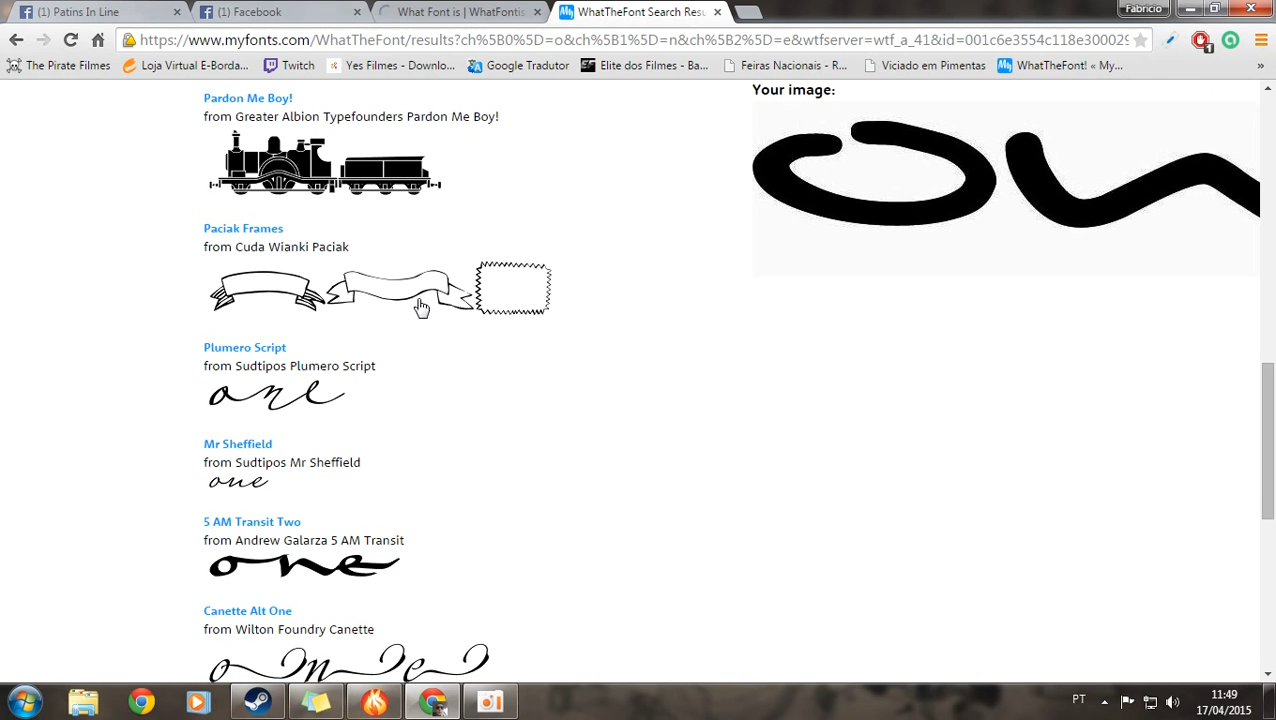 (1) Patins In Line
(1) Facebook
What Font is | WhatFontis
WhatTheFont Search Resu
Fabricio
https://www.myfonts.com/WhatTheFont/results?ch%5B0%5D=o&ch%5B1%5D=n&ch%5B2%5D=e&wtfserver=wtf_a_41&id=001c6e3554c118e300029
The Pirate Filmes
Loja Virtual E-Borda...
Twitch
Yes Filmes - Downlo...
Google Tradutor
Elite dos Filmes - Ba...
Feiras Nacionais - R...
Viciado em Pimentas
WhatTheFont! « My...
»
Your image:
Pardon Me Boy!
from Greater Albion Typefounders Pardon Me Boy!
Paciak Frames
from Cuda Wianki Paciak
Plumero Script
from Sudtipos Plumero Script
one
Mr Sheffield
from Sudtipos Mr Sheffield
one
5 AM Transit Two
from Andrew Galarza 5 AM Transit
one
Canette Alt One
from Wilton Foundry Canette
one
PT
11:49
17/04/2015